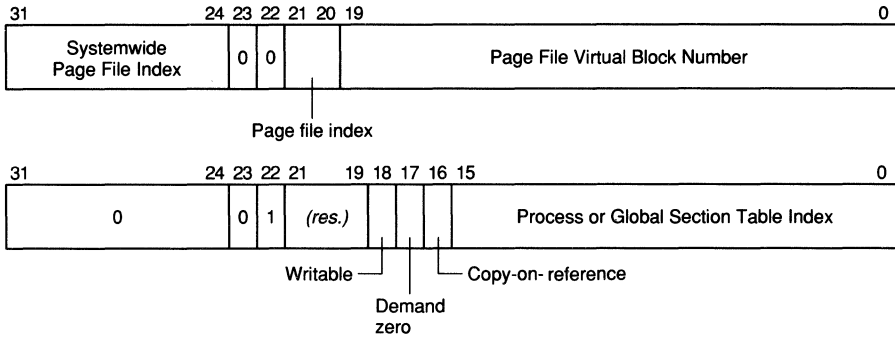 31 24 23 22 21 20 19 0
Systemwide
Page File Index
0 0
Page File Virtual Block Number
Page file index
31 24 23 22 21 19 18 17 16 15 0
0 0 1 (res.) Process or Global Section Table Index
Writable Copy-on- reference
Demand
zero